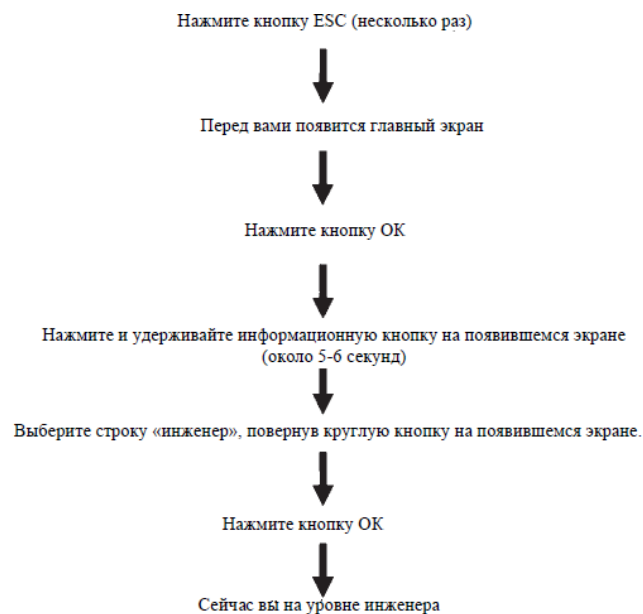 Нажмите кнопку ESC (несколько раз)
Перед вами появится главный экран
Нажмите кнопку ОК
Нажмите и удерживайте информационную кнопку на появившемся экране
(около 5-6 секунд)
Выберите строку «инженер», повернув круглую кнопку на появившемся экране.
Нажмите кнопку ОК
Сейчас вы на уровне инженера